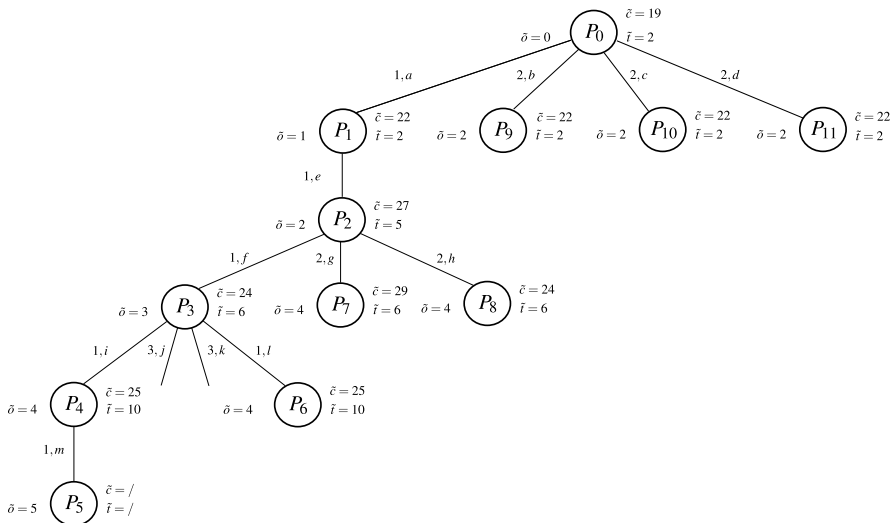 c̃ = 19
õ = 0 P0 t̃ = 2
1, a 2, b 2, c 2, d
c̃ = 22 c̃ = 22 c̃ = 22 c̃ = 22
õ = 1 P1 t̃ = 2 õ = 2 P9 t̃ = 2 õ = 2 P10 t̃ = 2 õ = 2 P11 t̃ = 2
1, e
c̃ = 27
õ = 2 P2 t̃ = 5
1, f 2, g 2, h
c̃ = 24 c̃ = 29 c̃ = 24
õ = 3 P3 t̃ = 6 õ = 4 P7 t̃ = 6 õ = 4 P8 t̃ = 6
1, i 3, j 3, k 1, l
c̃ = 25 c̃ = 25
õ = 4 P4 t̃ = 10 õ = 4 P6 t̃ = 10
1, m
c̃ = /
õ = 5 P5 t̃ = /